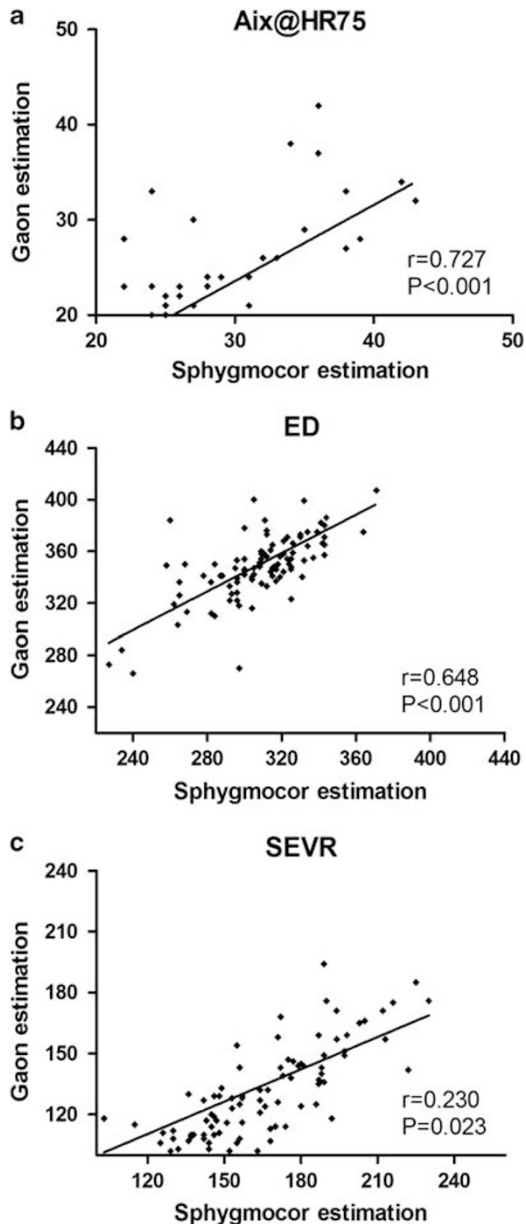 a
Aix@HR75
50
40
30
20
Gaon estimation
r=0.727
P<0.001
20 30 40 50
Sphygmocor estimation
b
ED
440
400
360
320
280
240
Gaon estimation
r=0.648
P<0.001
240 280 320 360 400 440
Sphygmocor estimation
c
SEVR
240
210
180
150
120
Gaon estimation
r=0.230
P=0.023
120 150 180 210 240
Sphygmocor estimation